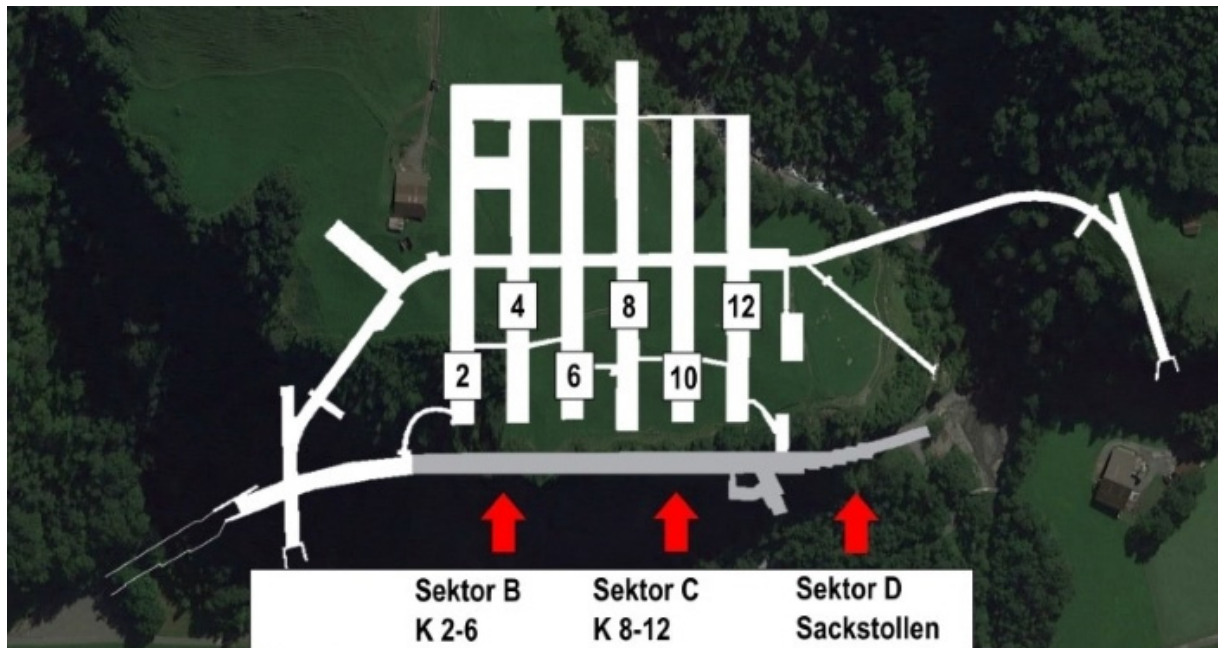 4
8
12
2
6
10
Sektor B
K 2-6
Sektor C
K 8-12
Sektor D
Sackstollen